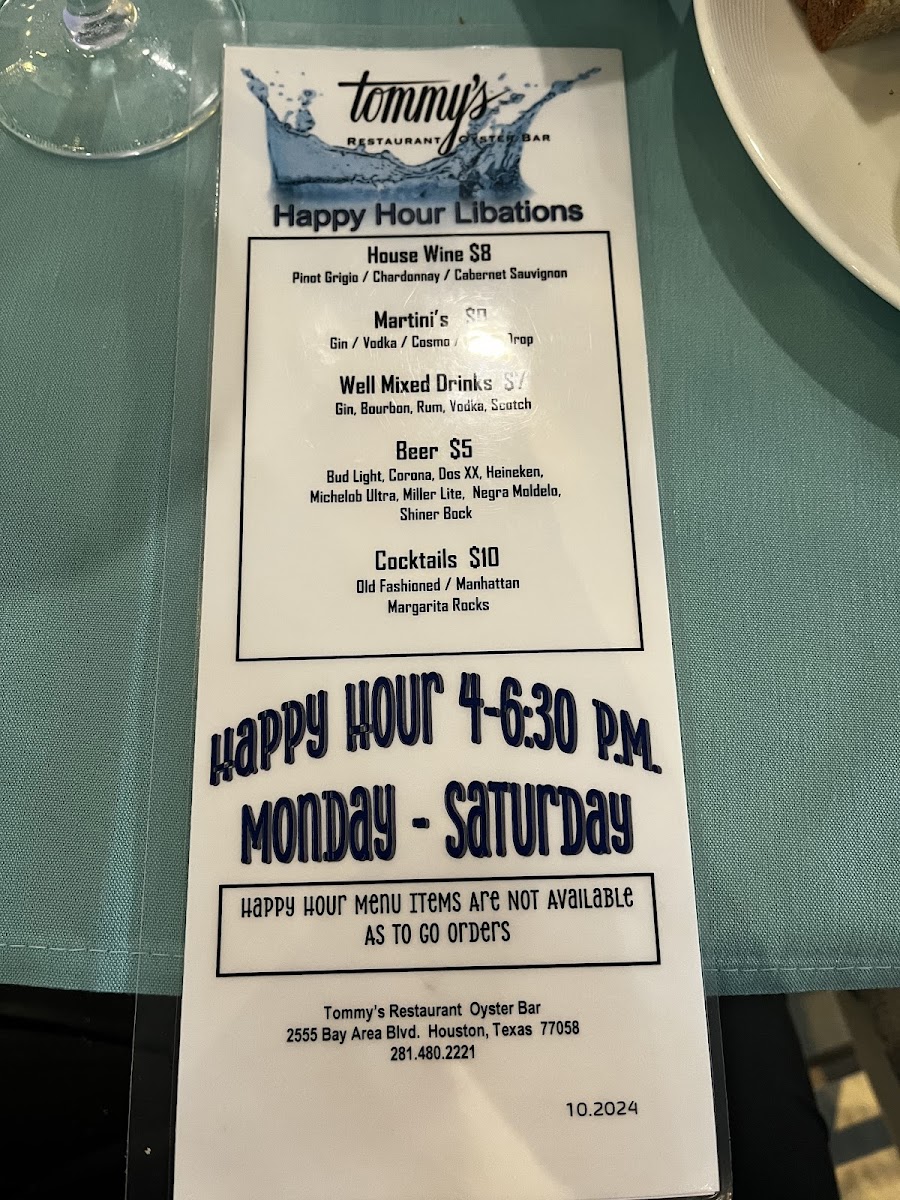 tommy's
RESTAURANT OYSTER BAR
Happy Hour Libations
House Wine $8
Pinot Grigio / Chardonnay / Cabernet Sauvignon
Martini's
Gin / Vodka / Cosmo / Drop
Well Mixed Drinks $7
Gin, Bourbon, Rum, Vodka, Scotch
Beer $5
Bud Light, Corona, Dos XX, Heineken,
Michelob Ultra, Miller Lite, Negra Moldelo,
Shiner Bock
Cocktails $10
Old Fashioned / Manhattan
Margarita Rocks
Happy Hour 4-6:30 P.M.
Monday - Saturday
Happy Hour Menu Items Are NOT Available
As To Go Orders
Tommy's Restaurant Oyster Bar
2555 Bay Area Blvd. Houston, Texas 77058
281.480.2221
10.2024